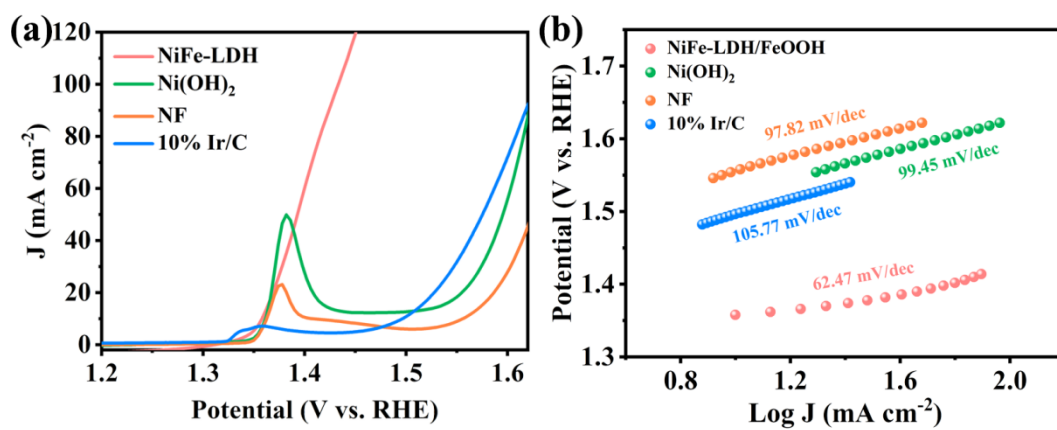 (a)
J (mA cm⁻²)
120
100
80
60
40
20
0
NiFe-LDH
Ni(OH)₂
NF
10% Ir/C
1.2
1.3
1.4
1.5
1.6
Potential (V vs. RHE)
(b)
Potential (V vs. RHE)
1.7
1.6
1.5
1.4
1.3
NiFe-LDH/FeOOH
Ni(OH)₂
NF
10% Ir/C
97.82 mV/dec
99.45 mV/dec
105.77 mV/dec
62.47 mV/dec
0.8
1.2
1.6
2.0
Log J (mA cm⁻²)